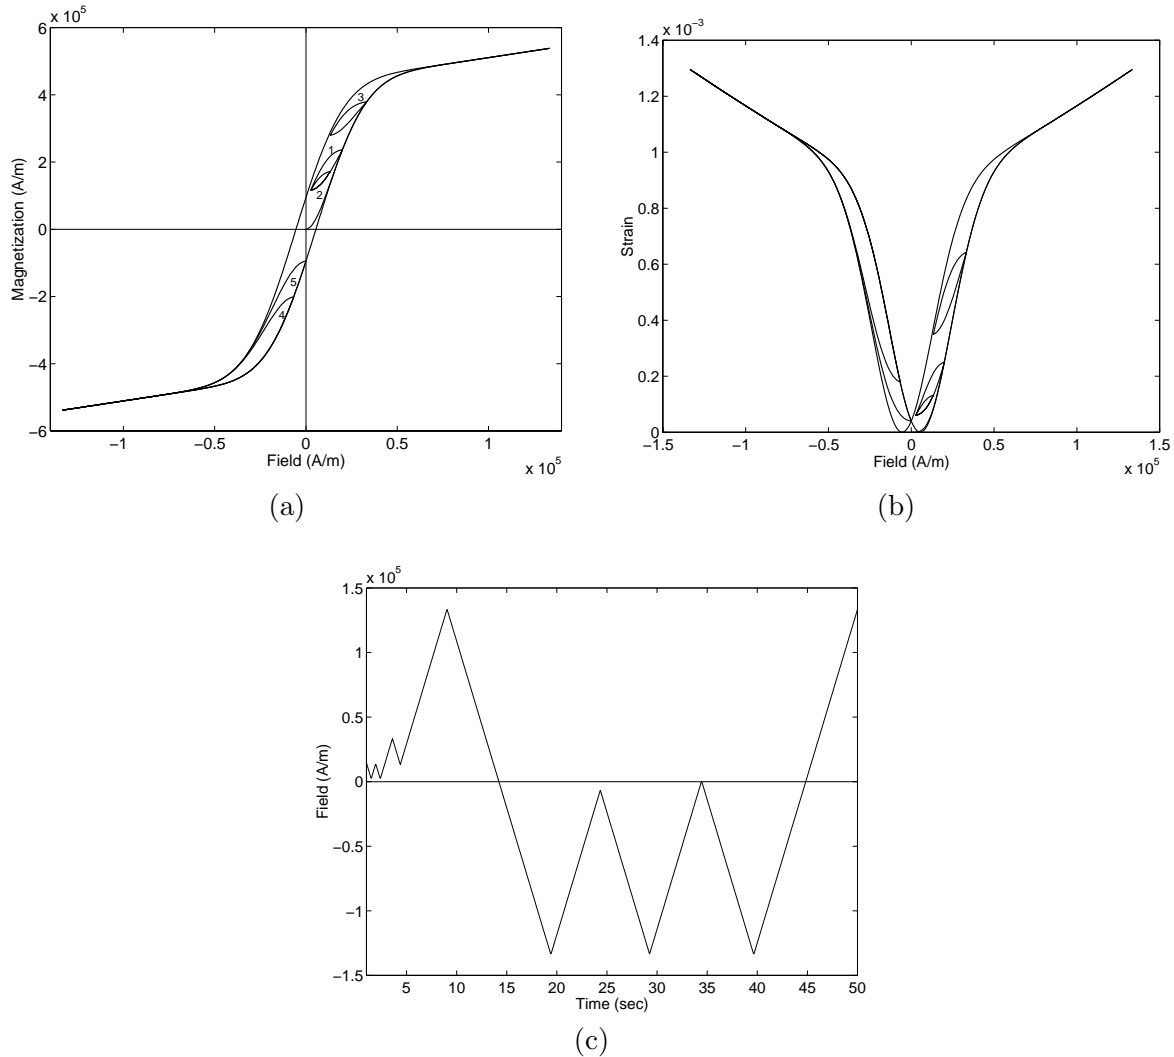 x 10^5
6
4
2
0
−2
−4
−6
−1 −0.5 0 0.5 1
x 10^5
Magnetization (A/m)
Field (A/m)
3
1
2
5
4
(a)
x 10^−3
1.4
1.2
1
0.8
0.6
0.4
0.2
0
−1.5 −1 −0.5 0 0.5 1 1.5
x 10^5
Strain
Field (A/m)
(b)
x 10^5
1.5
1
0.5
0
−0.5
−1
−1.5
5 10 15 20 25 30 35 40 45 50
Field (A/m)
Time (sec)
(c)